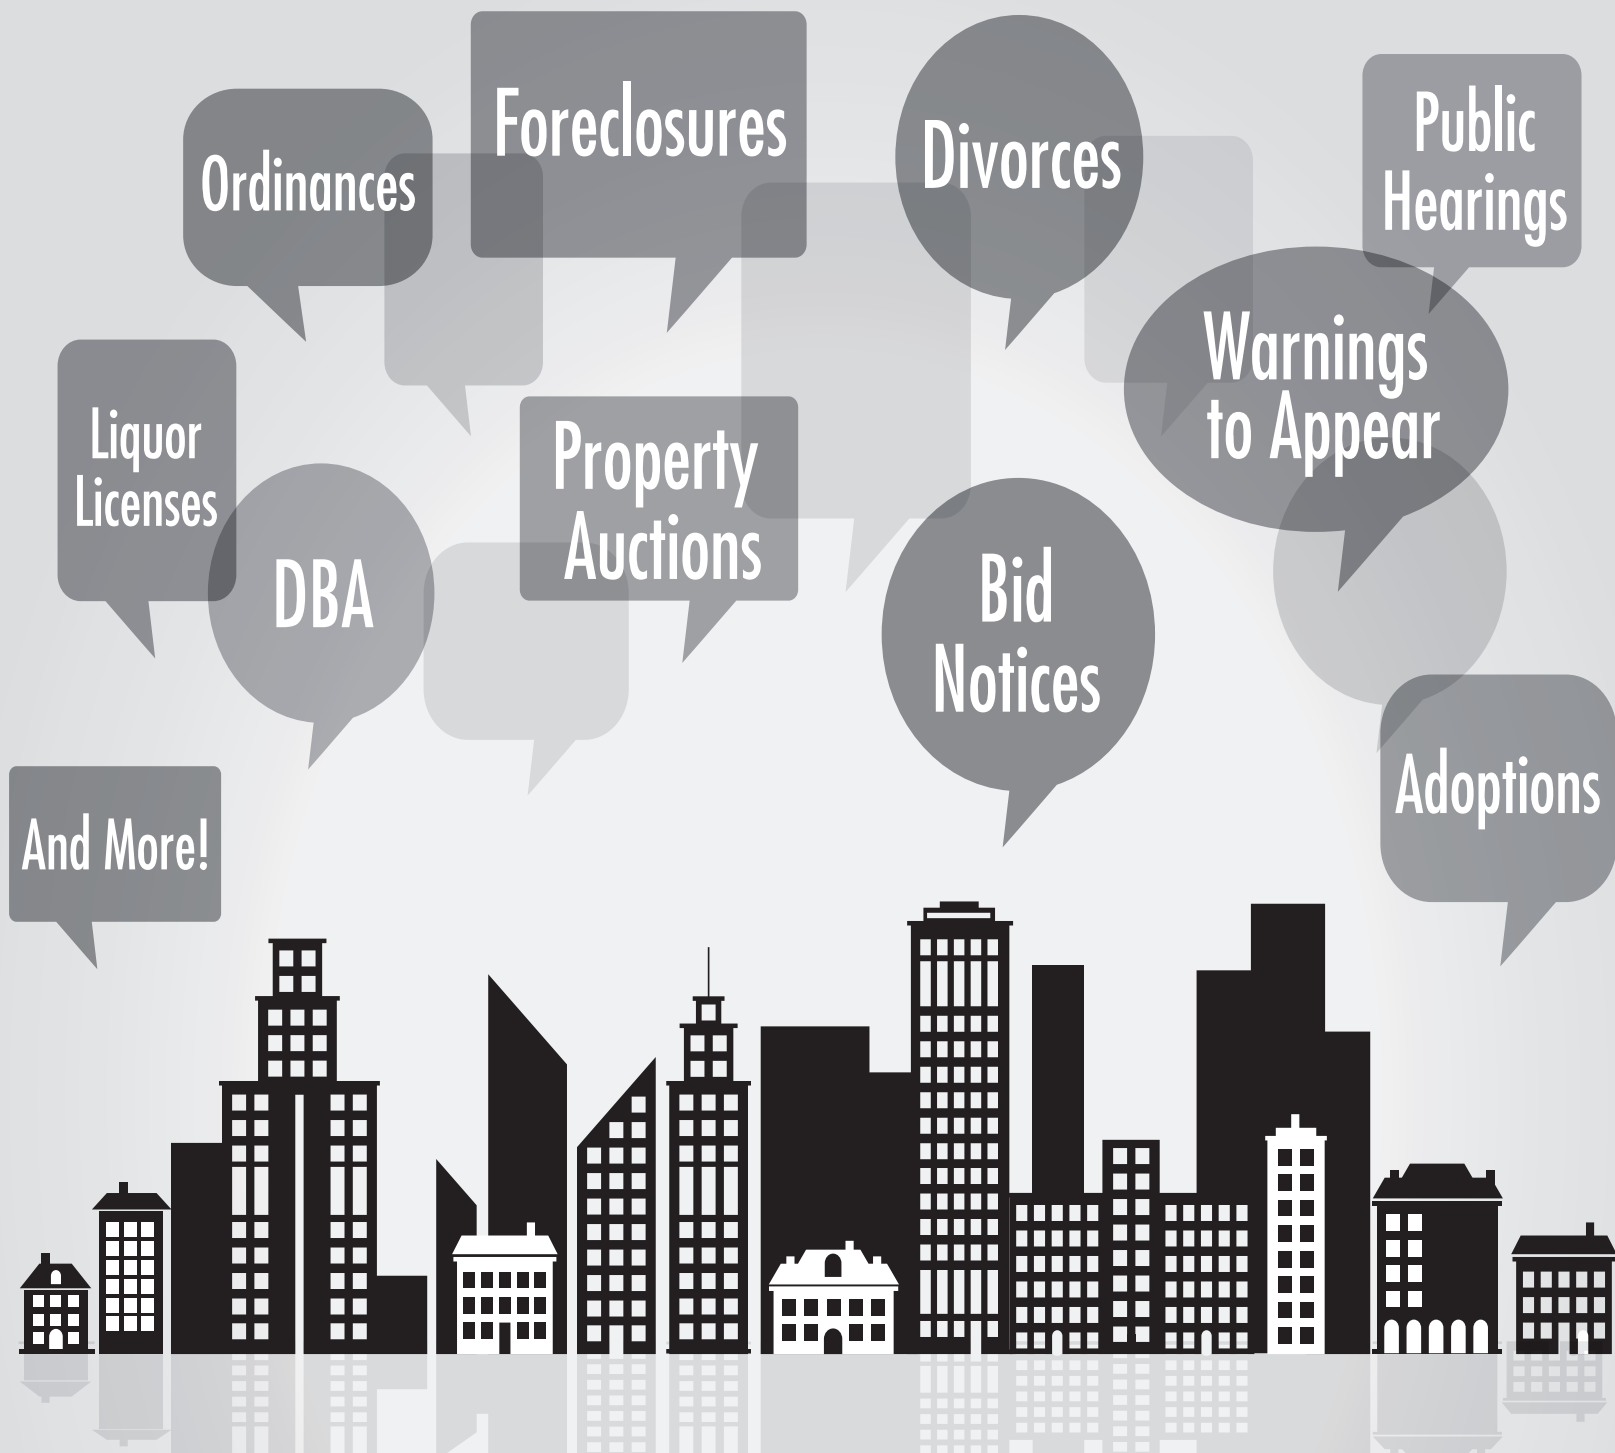 Foreclosures
Divorces
Public
Hearings
Ordinances
Warnings
to Appear
Liquor
Licenses
Property
Auctions
DBA
Bid
Notices
Adoptions
And More!